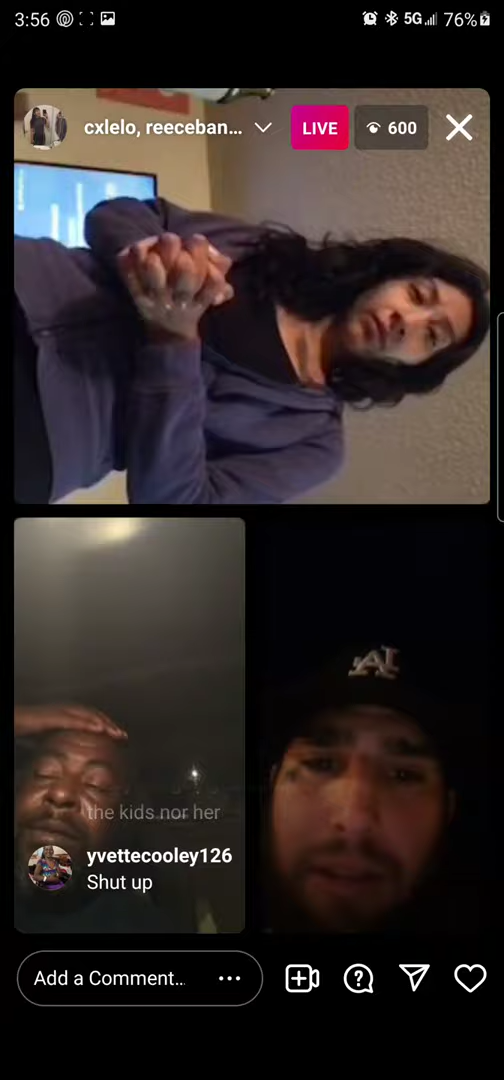 3:56
5G
76%
cxlelo, reeceban...
LIVE
600
the kids nor her
yvettecooley126
Shut up
Add a Comment...